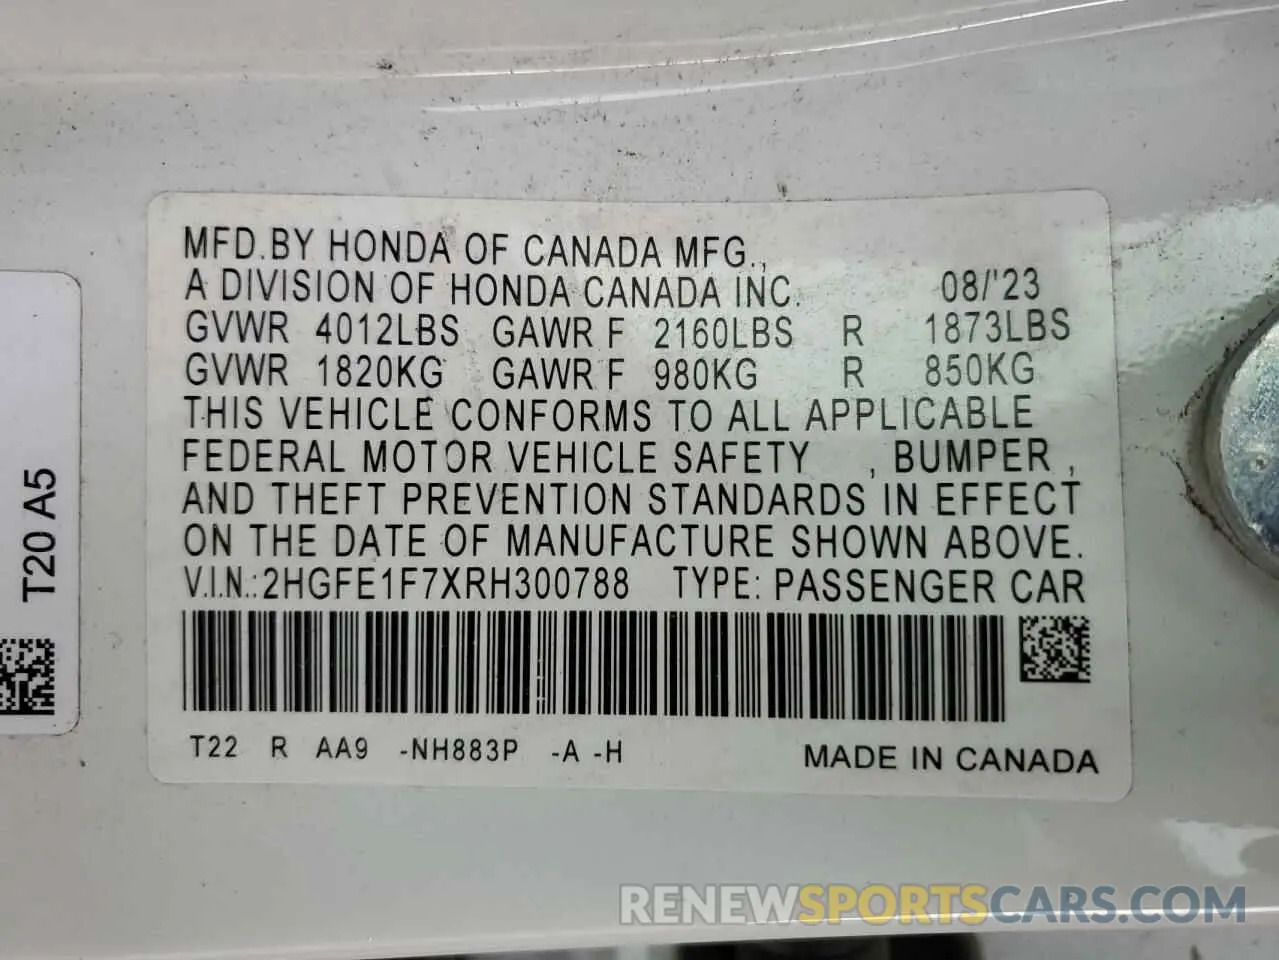 MFD.BY HONDA OF CANADA MFG.,
A DIVISION OF HONDA CANADA INC. 08/'23
GVWR 4012LBS GAWR F 2160LBS R 1873LBS
GVWR 1820KG GAWR F 980KG R 850KG
THIS VEHICLE CONFORMS TO ALL APPLICABLE
FEDERAL MOTOR VEHICLE SAFETY , BUMPER ,
AND THEFT PREVENTION STANDARDS IN EFFECT
ON THE DATE OF MANUFACTURE SHOWN ABOVE.
V.I.N.:2HGFE1F7XRH300788 TYPE: PASSENGER CAR
T22 R AA9 -NH883P -A -H MADE IN CANADA
T20 A5
RENEWSPORTSCARS.COM